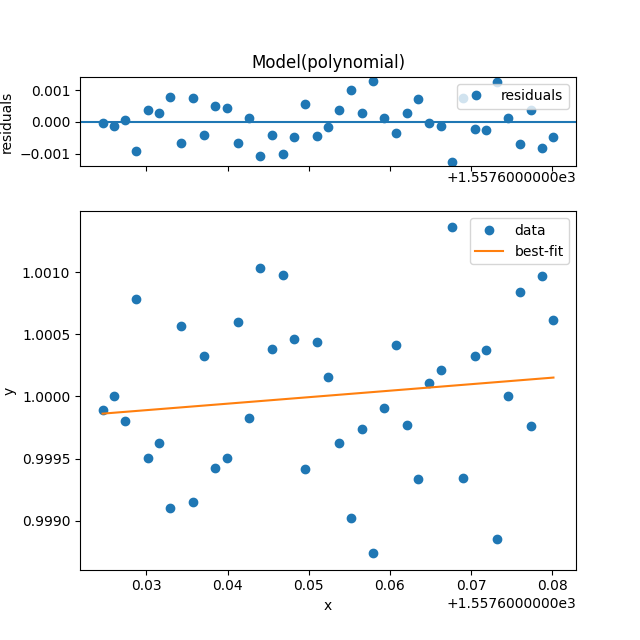 Model(polynomial)
residuals
0.001
0.000
−0.001
residuals
+1.5576000000e3
y
1.0010
1.0005
1.0000
0.9995
0.9990
data
best-fit
0.03 0.04 0.05 0.06 0.07 0.08
x
+1.5576000000e3